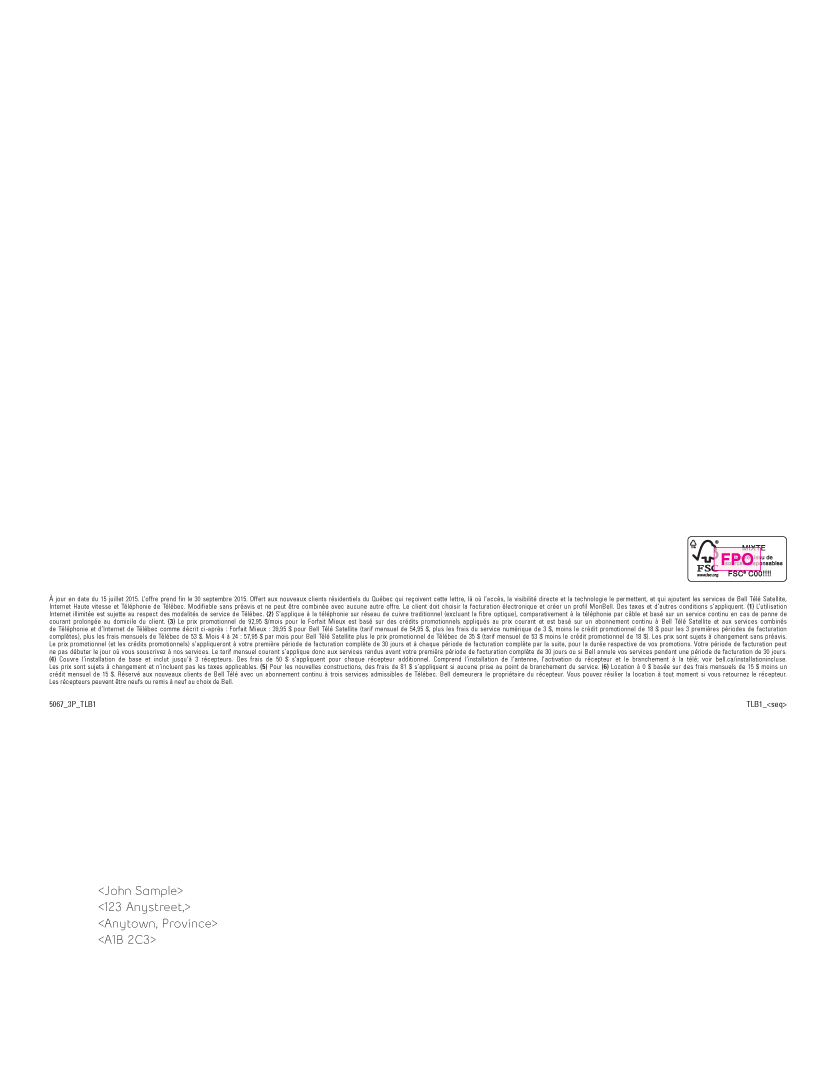 MIXTE
FPO
FSC
www.fsc.org
FSC® C00!!!!
À jour en date du 15 juillet 2015. L'offre prend fin le 30 septembre 2015. Offert aux nouveaux clients résidentiels du Québec qui reçoivent cette lettre, là où l'accès, la visibilité directe et la technologie le permettent, et qui ajoutent les services de Bell Télé Satellite,
Internet Haute vitesse et Téléphonie de Télébec. Modifiable sans préavis et ne peut être combinée avec aucune autre offre. Le client doit choisir la facturation électronique et créer un profil MonBell. Des taxes et d'autres conditions s'appliquent. (1) L'utilisation
Internet illimitée est sujette au respect des modalités de service de Télébec. (2) S'applique à la téléphonie sur réseau de cuivre traditionnel (excluant la fibre optique), comparativement à la téléphonie par câble et basé sur un service continu en cas de panne de
courant prolongée au domicile du client. (3) Le prix promotionnel de 92,95 $/mois pour le Forfait Mieux est basé sur des crédits promotionnels appliqués au prix courant et est basé sur un abonnement continu à Bell Télé Satellite et aux services combinés
de Téléphonie et d'Internet de Télébec comme décrit ci-après : Forfait Mieux : 39,95 $ pour Bell Télé Satellite (tarif mensuel de 54,95 $, plus les frais du service numérique de 3 $, moins le crédit promotionnel de 18 $ pour les 3 premières périodes de facturation
complètes), plus les frais mensuels de Télébec de 53 $. Mois 4 à 24 : 57,95 $ par mois pour Bell Télé Satellite plus le prix promotionnel de Télébec de 35 $ (tarif mensuel de 53 $ moins le crédit promotionnel de 18 $). Les prix sont sujets à changement sans préavis.
Le prix promotionnel (et les crédits promotionnels) s'appliqueront à votre première période de facturation complète de 30 jours et à chaque période de facturation complète par la suite, pour la durée respective de vos promotions. Votre période de facturation peut
ne pas débuter le jour où vous souscrivez à nos services. Le tarif mensuel courant s'applique donc aux services rendus avant votre première période de facturation complète de 30 jours ou si Bell annule vos services pendant une période de facturation de 30 jours.
(4) Couvre l'installation de base et inclut jusqu'à 3 récepteurs. Des frais de 50 $ s'appliquent pour chaque récepteur additionnel. Comprend l'installation de l'antenne, l'activation du récepteur et le branchement à la télé; voir bell.ca/installationincluse.
Les prix sont sujets à changement et n'incluent pas les taxes applicables. (5) Pour les nouvelles constructions, des frais de 81 $ s'appliquent si aucune prise au point de branchement du service. (6) Location à 0 $ basée sur des frais mensuels de 15 $ moins un
crédit mensuel de 15 $. Réservé aux nouveaux clients de Bell Télé avec un abonnement continu à trois services admissibles de Télébec. Bell demeurera le propriétaire du récepteur. Vous pouvez résilier la location à tout moment si vous retournez le récepteur.
Les récepteurs peuvent être neufs ou remis à neuf au choix de Bell.
5067_3P_TLB1
TLB1_<seq>
<John Sample>
<123 Anystreet,>
<Anytown, Province>
<A1B 2C3>